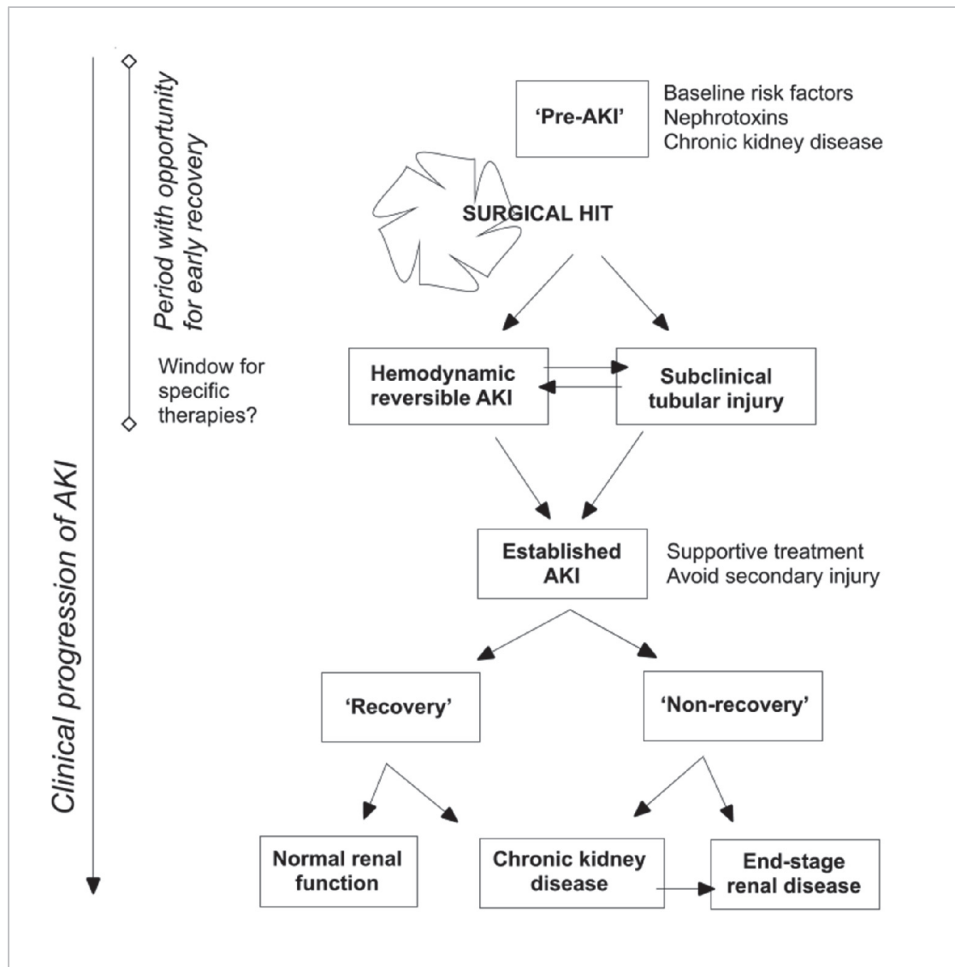 ‘Pre-AKI’
Baseline risk factors
Nephrotoxins
Chronic kidney disease
SURGICAL HIT
Period with opportunity
for early recovery
Window for
specific
therapies?
Hemodynamic
reversible AKI
Subclinical
tubular injury
Clinical progression of AKI
Established
AKI
Supportive treatment
Avoid secondary injury
‘Recovery’
‘Non-recovery’
Normal renal
function
Chronic kidney
disease
End-stage
renal disease